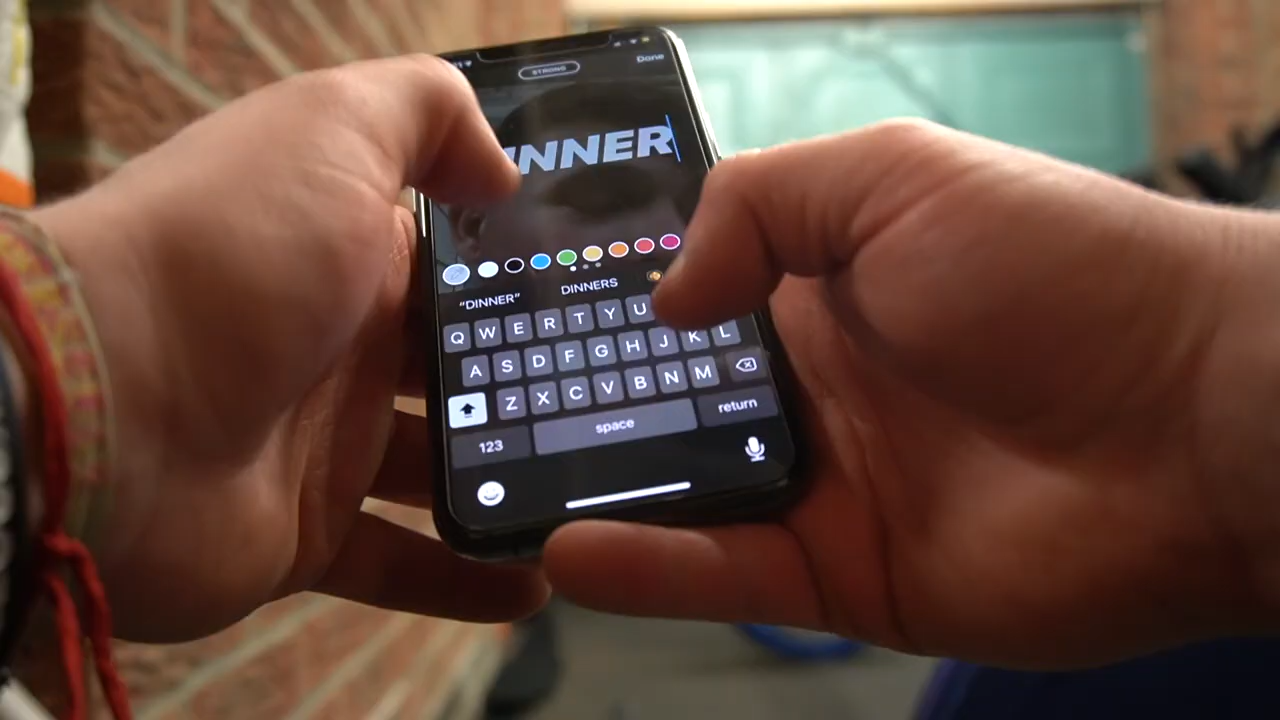 STRONG
Done
INNER
"DINNER"
DINNERS
Q W E R T Y U
A S D F G H J K L
Z X C V B N M
123
space
return